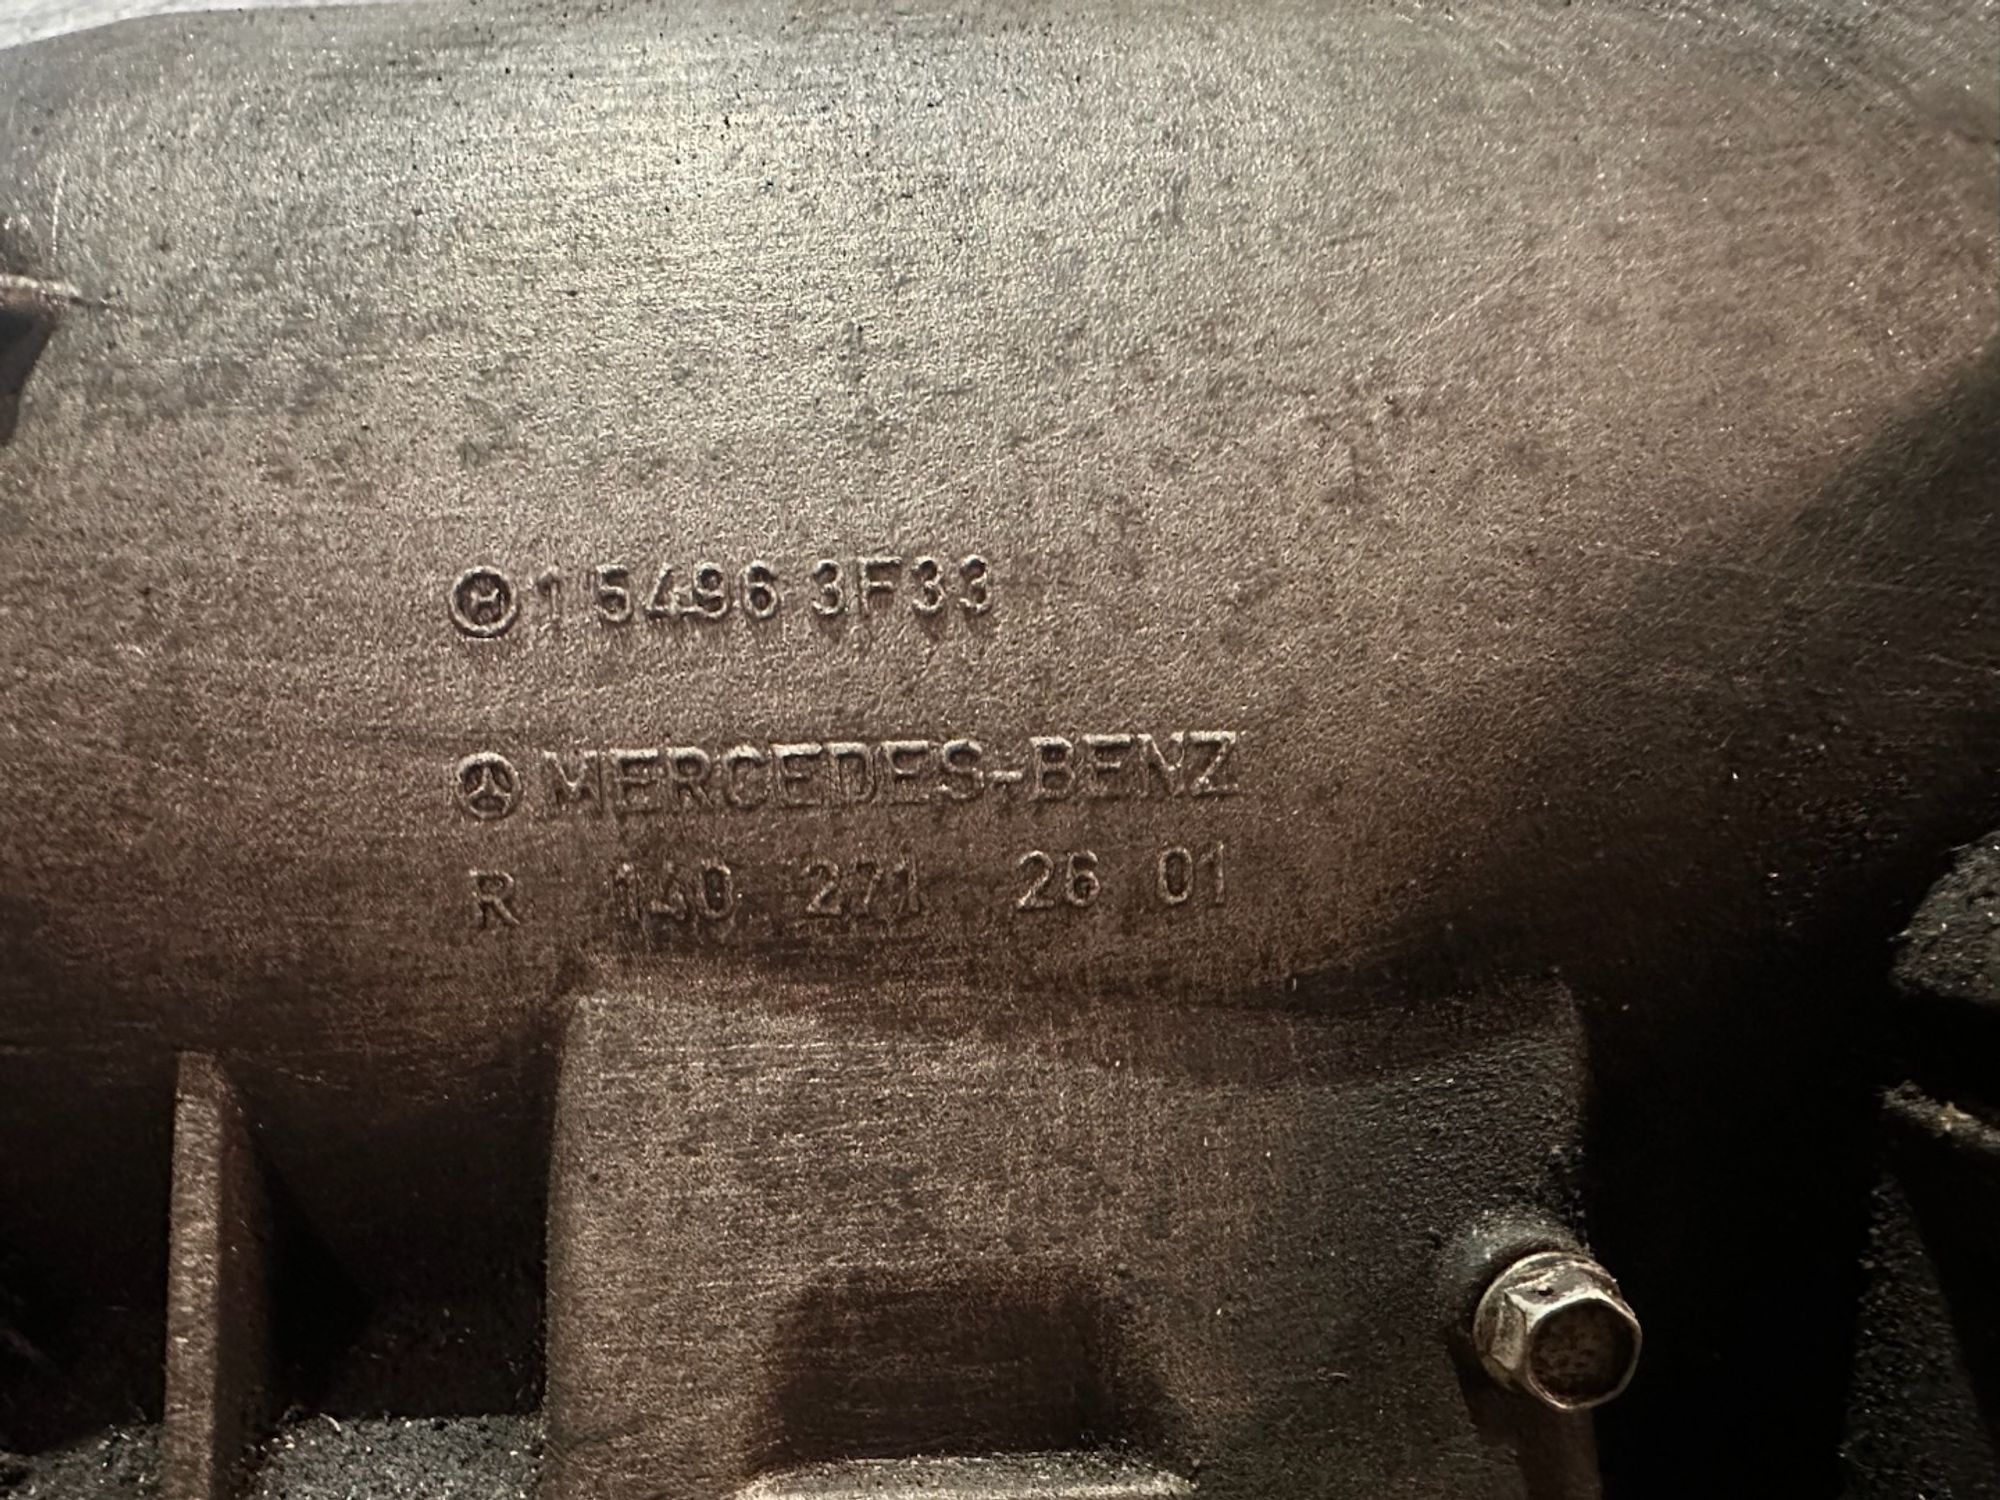 H 1 5496 3F33
MERCEDES-BENZ
R 140 271 26 01